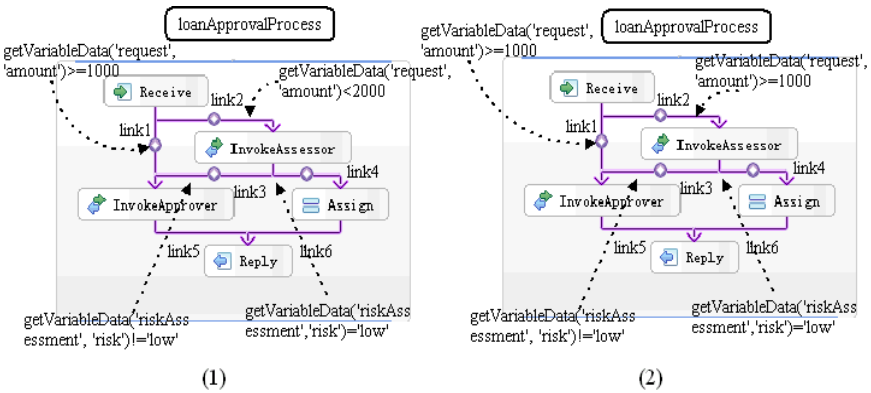 loanApprovalProcess
getVariableData('request',
'amount')>=1000
getVariableData('request',
'amount')<2000
Receive
link2
link1
InvokeAssessor
link3
link4
InvokeApprover
Assign
link5
link6
Reply
getVariableData('riskAss
essment', 'risk')!='low'
getVariableData('riskAss
essment','risk')='low'
(1)
loanApprovalProcess
getVariableData('request',
'amount')>=1000
getVariableData('request',
'amount')>=1000
Receive
link2
link1
InvokeAssessor
link3
link4
InvokeApprover
Assign
link5
link6
Reply
getVariableData('riskAss
essment', 'risk')!='low'
getVariableData('riskAss
essment','risk')='low'
(2)